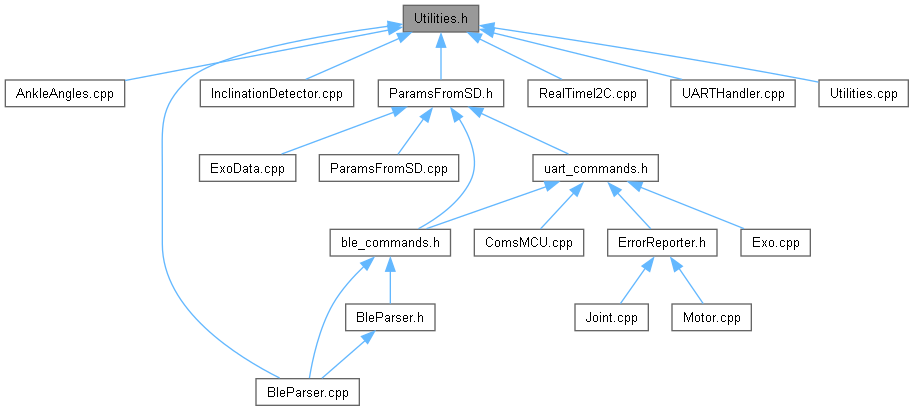 Utilities.h
AnkleAngles.cpp
InclinationDetector.cpp
ParamsFromSD.h
RealTimeI2C.cpp
UARTHandler.cpp
Utilities.cpp
ExoData.cpp
ParamsFromSD.cpp
uart_commands.h
ble_commands.h
ComsMCU.cpp
ErrorReporter.h
Exo.cpp
BleParser.h
Joint.cpp
Motor.cpp
BleParser.cpp